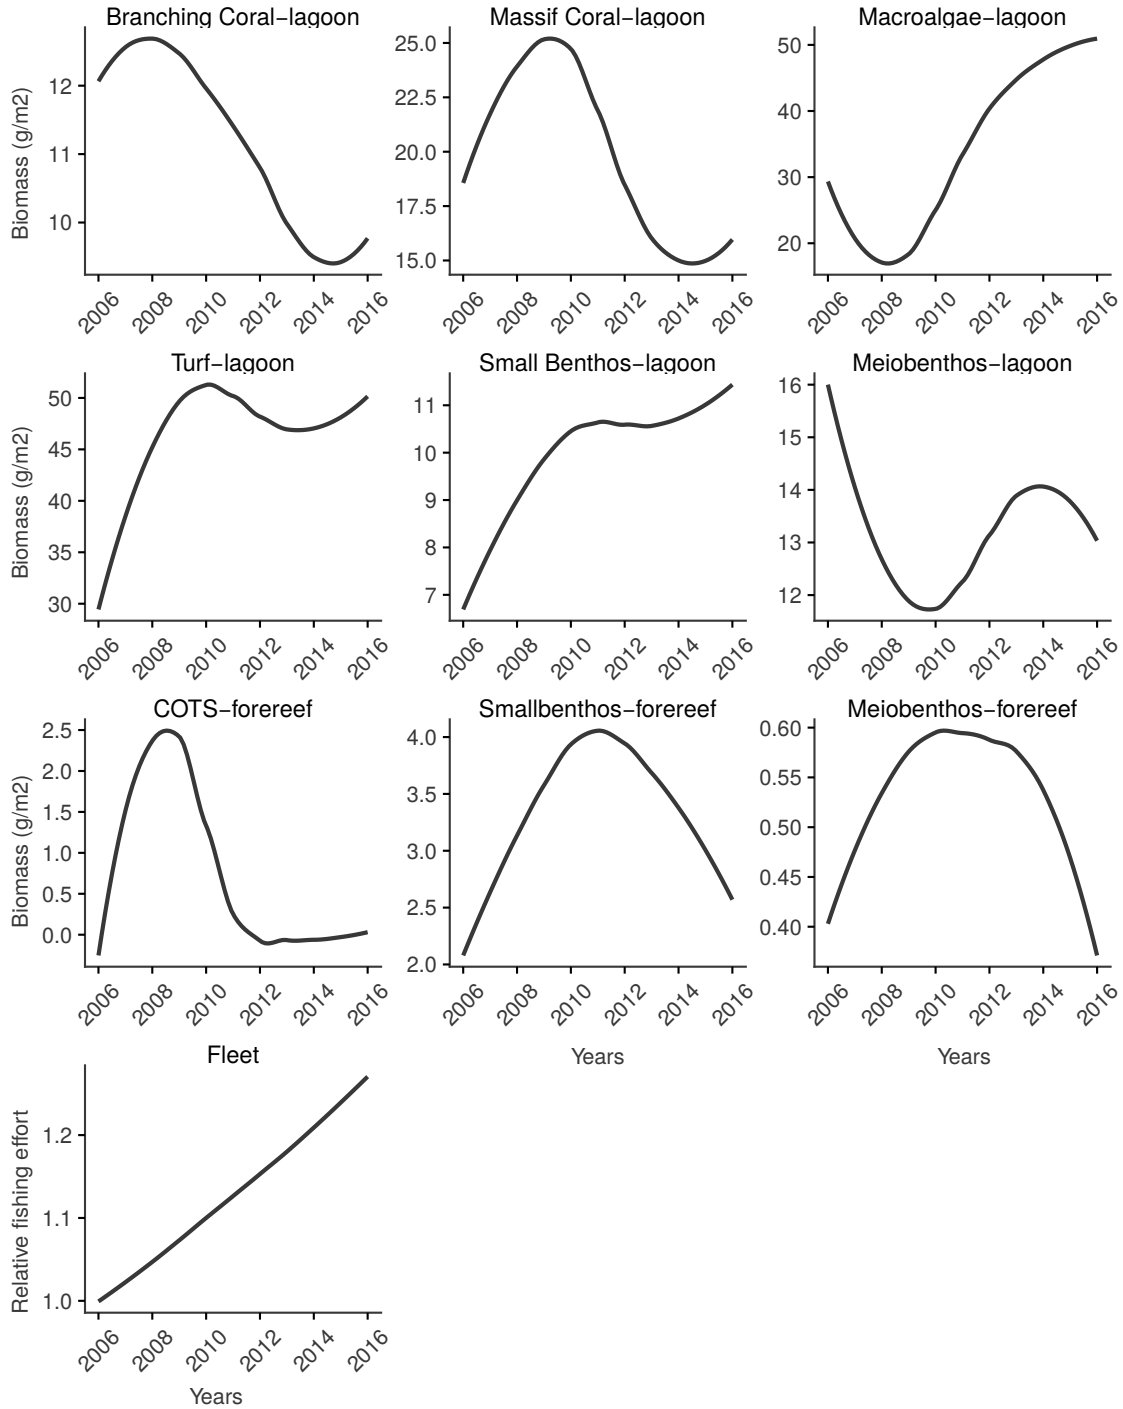 Branching Coral−lagoon
Massif Coral−lagoon
Macroalgae−lagoon
Biomass (g/m2)
12
11
10
2006 2008 2010 2012 2014 2016
25.0
22.5
20.0
17.5
15.0
2006 2008 2010 2012 2014 2016
50
40
30
20
2006 2008 2010 2012 2014 2016
Turf−lagoon
Small Benthos−lagoon
Meiobenthos−lagoon
Biomass (g/m2)
50
45
40
35
30
2006 2008 2010 2012 2014 2016
11
10
9
8
7
2006 2008 2010 2012 2014 2016
16
15
14
13
12
2006 2008 2010 2012 2014 2016
COTS−forereef
Smallbenthos−forereef
Meiobenthos−forereef
Biomass (g/m2)
2.5
2.0
1.5
1.0
0.5
0.0
2006 2008 2010 2012 2014 2016
4.0
3.5
3.0
2.5
2.0
2006 2008 2010 2012 2014 2016
Years
0.60
0.55
0.50
0.45
0.40
2006 2008 2010 2012 2014 2016
Years
Fleet
Relative fishing effort
1.2
1.1
1.0
2006 2008 2010 2012 2014 2016
Years